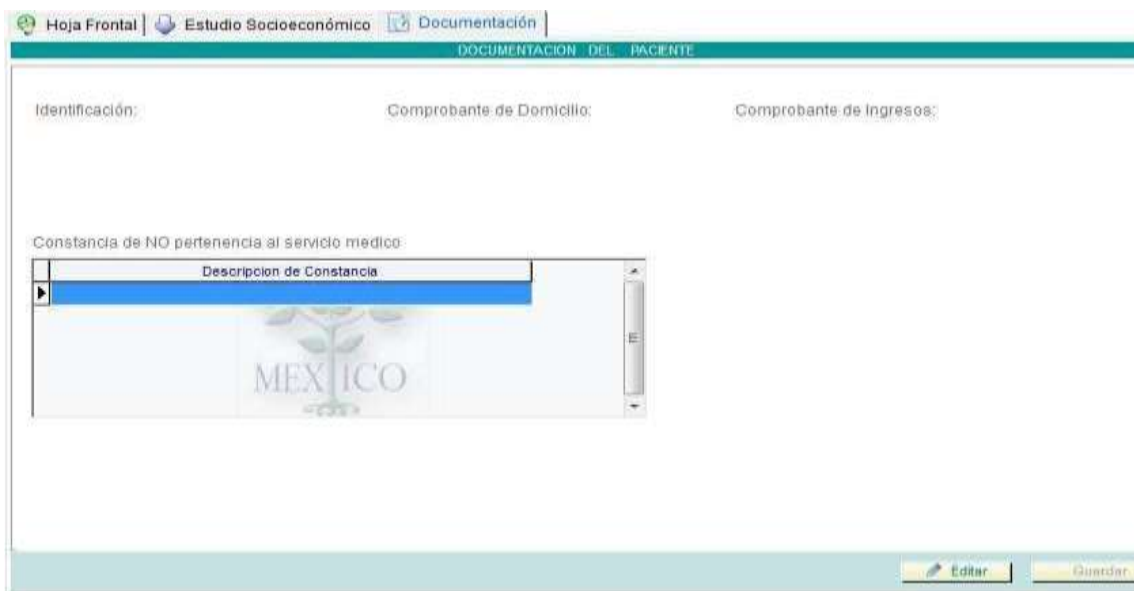 Hoja Frontal Estudio Socioeconómico Documentación
DOCUMENTACION DEL PACIENTE
Identificación: Comprobante de Domicilio: Comprobante de Ingresos:
Constancia de NO pertenencia al servicio medico
Descripcion de Constancia
MEXICO
Editar Guardar